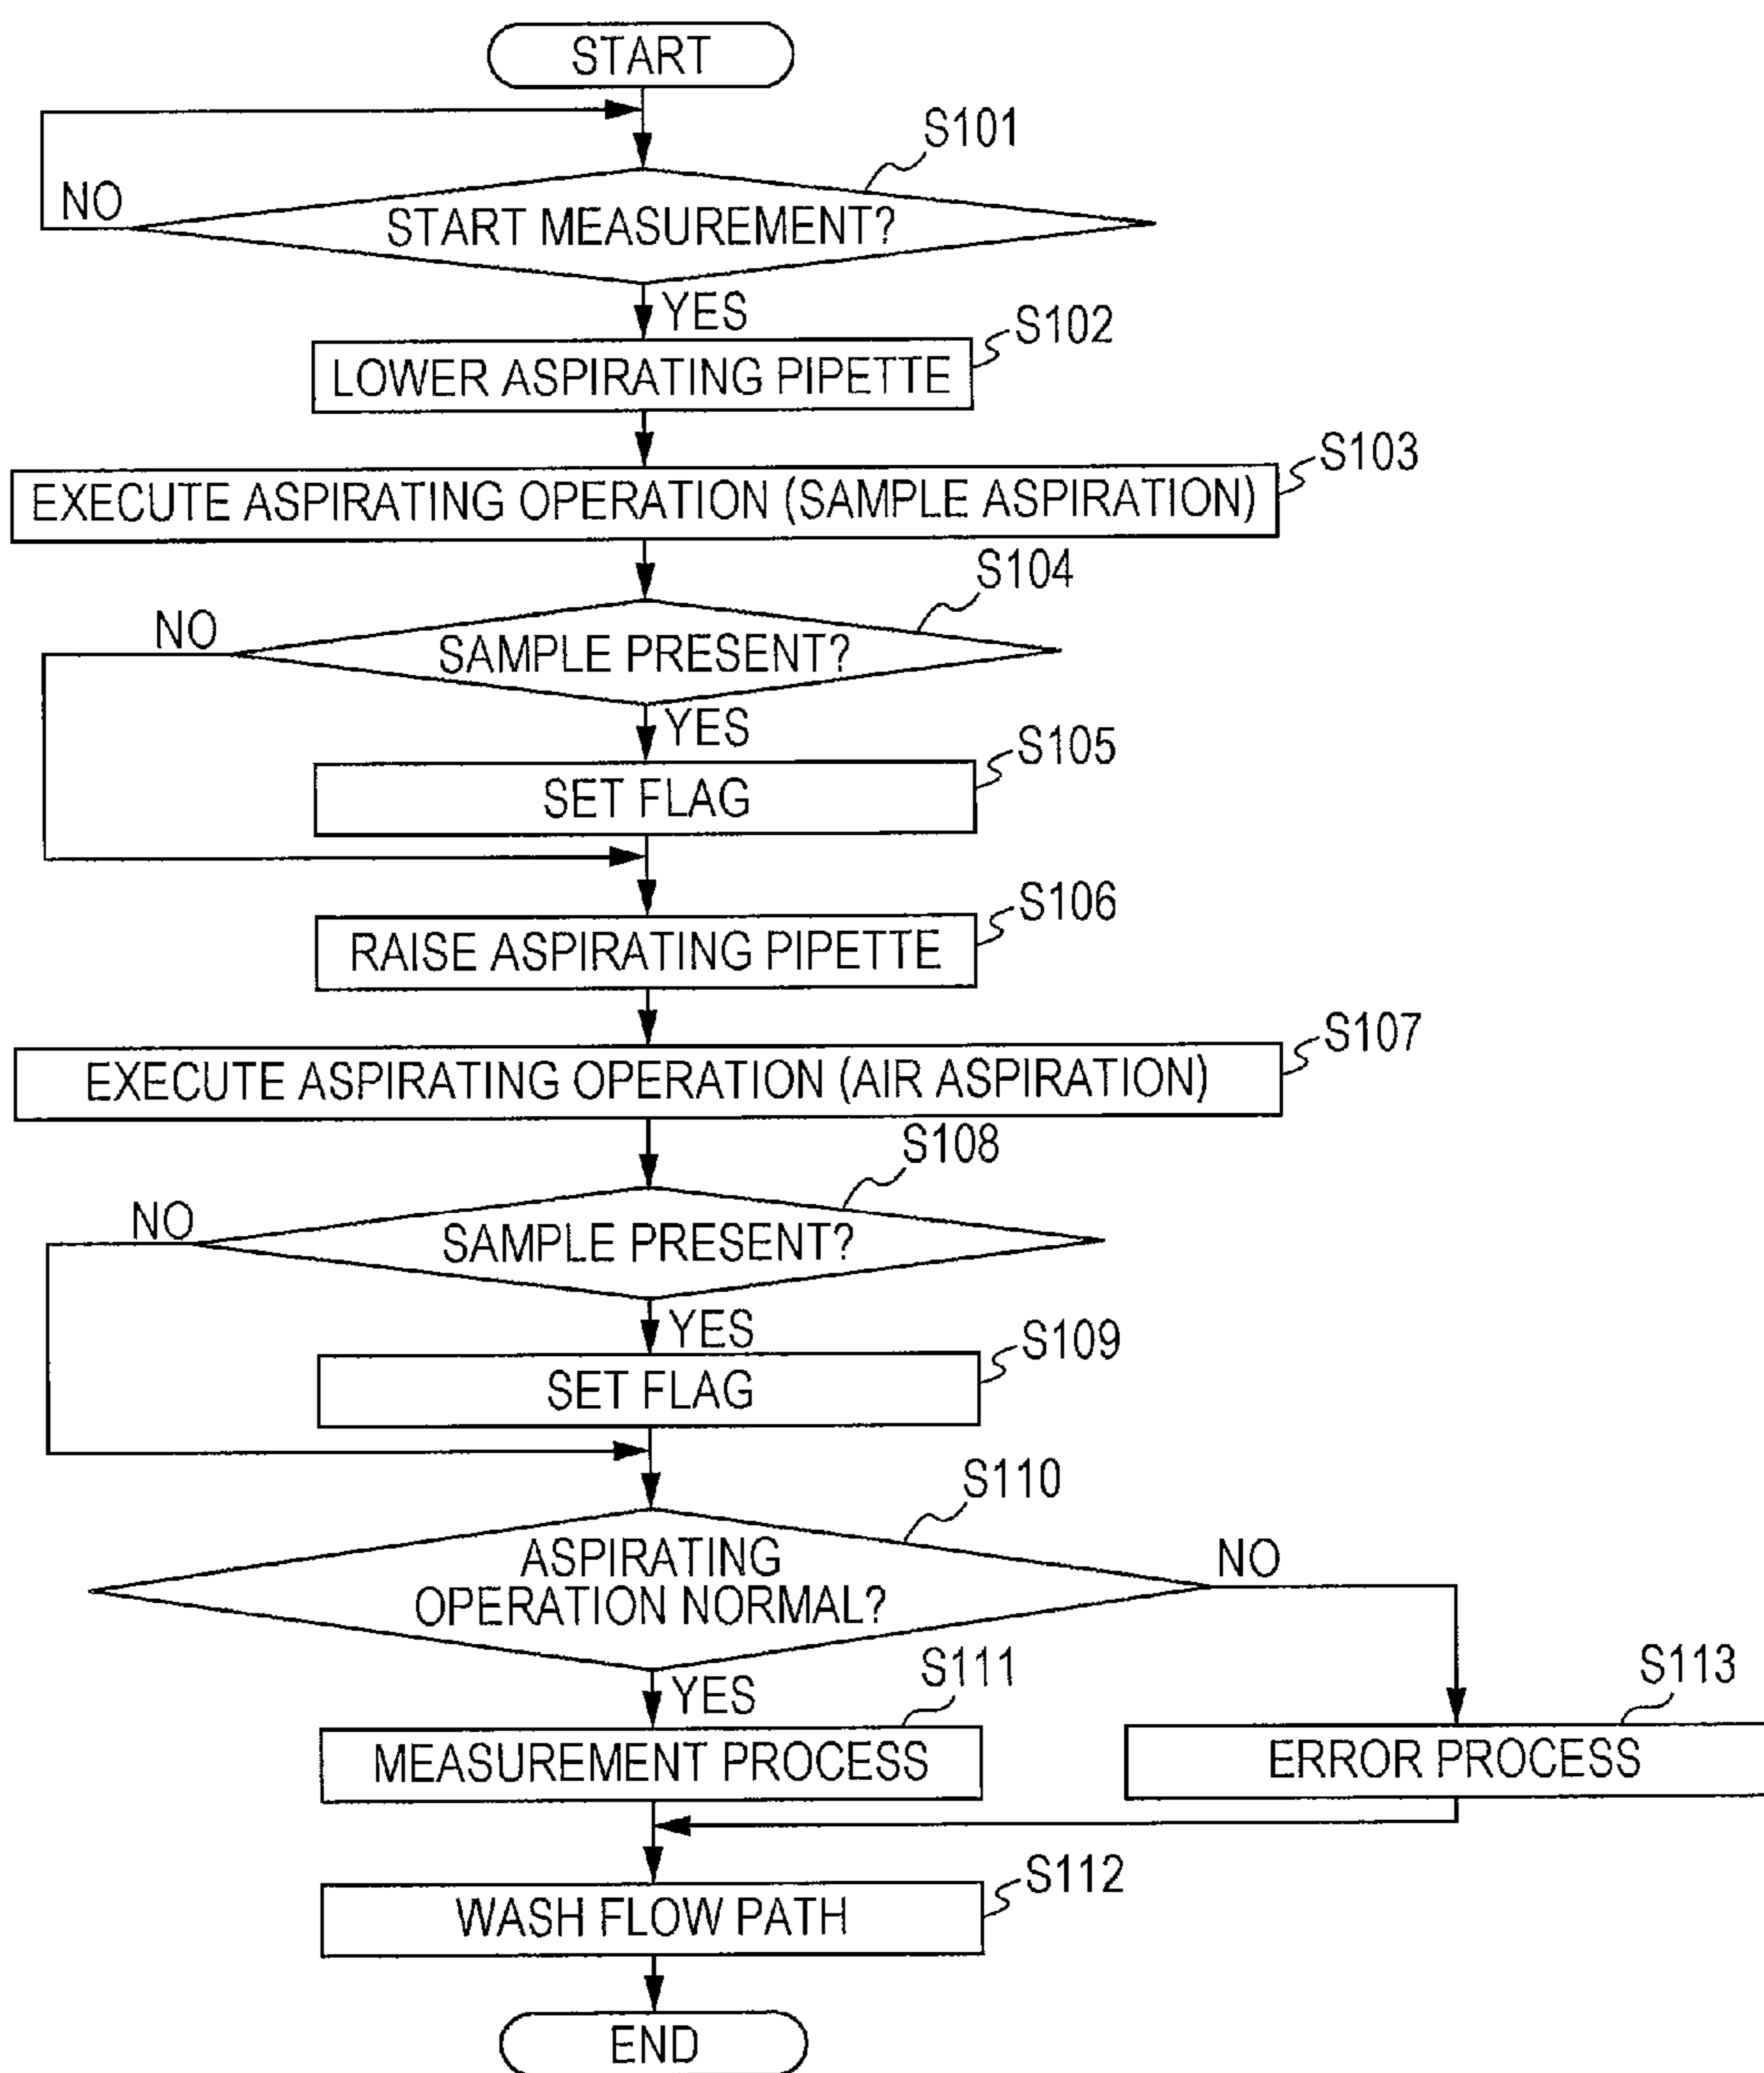 START
S101
NO
START MEASUREMENT?
YES
S102
LOWER ASPIRATING PIPETTE
S103
EXECUTE ASPIRATING OPERATION (SAMPLE ASPIRATION)
S104
NO
SAMPLE PRESENT?
YES
S105
SET FLAG
S106
RAISE ASPIRATING PIPETTE
S107
EXECUTE ASPIRATING OPERATION (AIR ASPIRATION)
S108
NO
SAMPLE PRESENT?
YES
S109
SET FLAG
S110
ASPIRATING
OPERATION NORMAL?
NO
YES
S111
S113
MEASUREMENT PROCESS
ERROR PROCESS
S112
WASH FLOW PATH
END